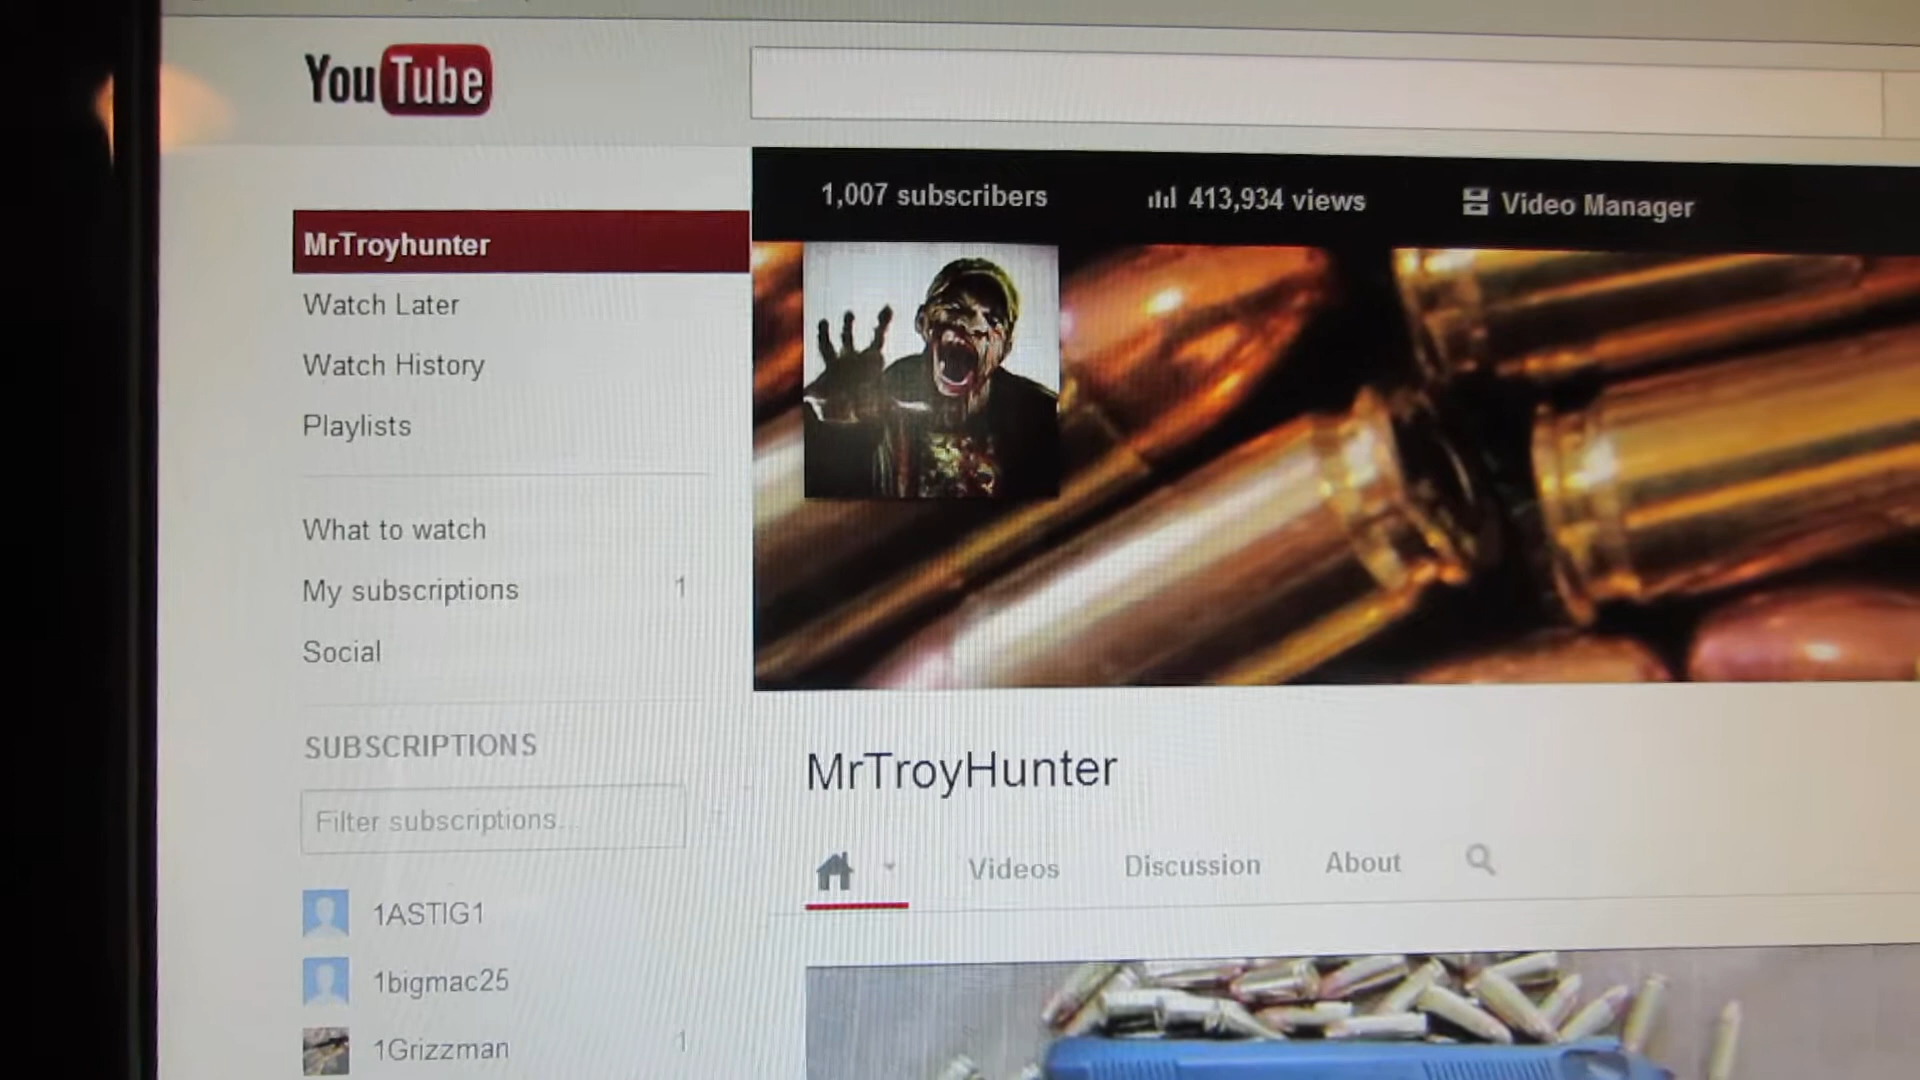 YouTube
1,007 subscribers 413,934 views Video Manager
MrTroyhunter
Watch Later
Watch History
Playlists
What to watch
My subscriptions 1
Social
SUBSCRIPTIONS
Filter subscriptions...
1ASTIG1
1bigmac25
1Grizzman 1
MrTroyHunter
Videos Discussion About